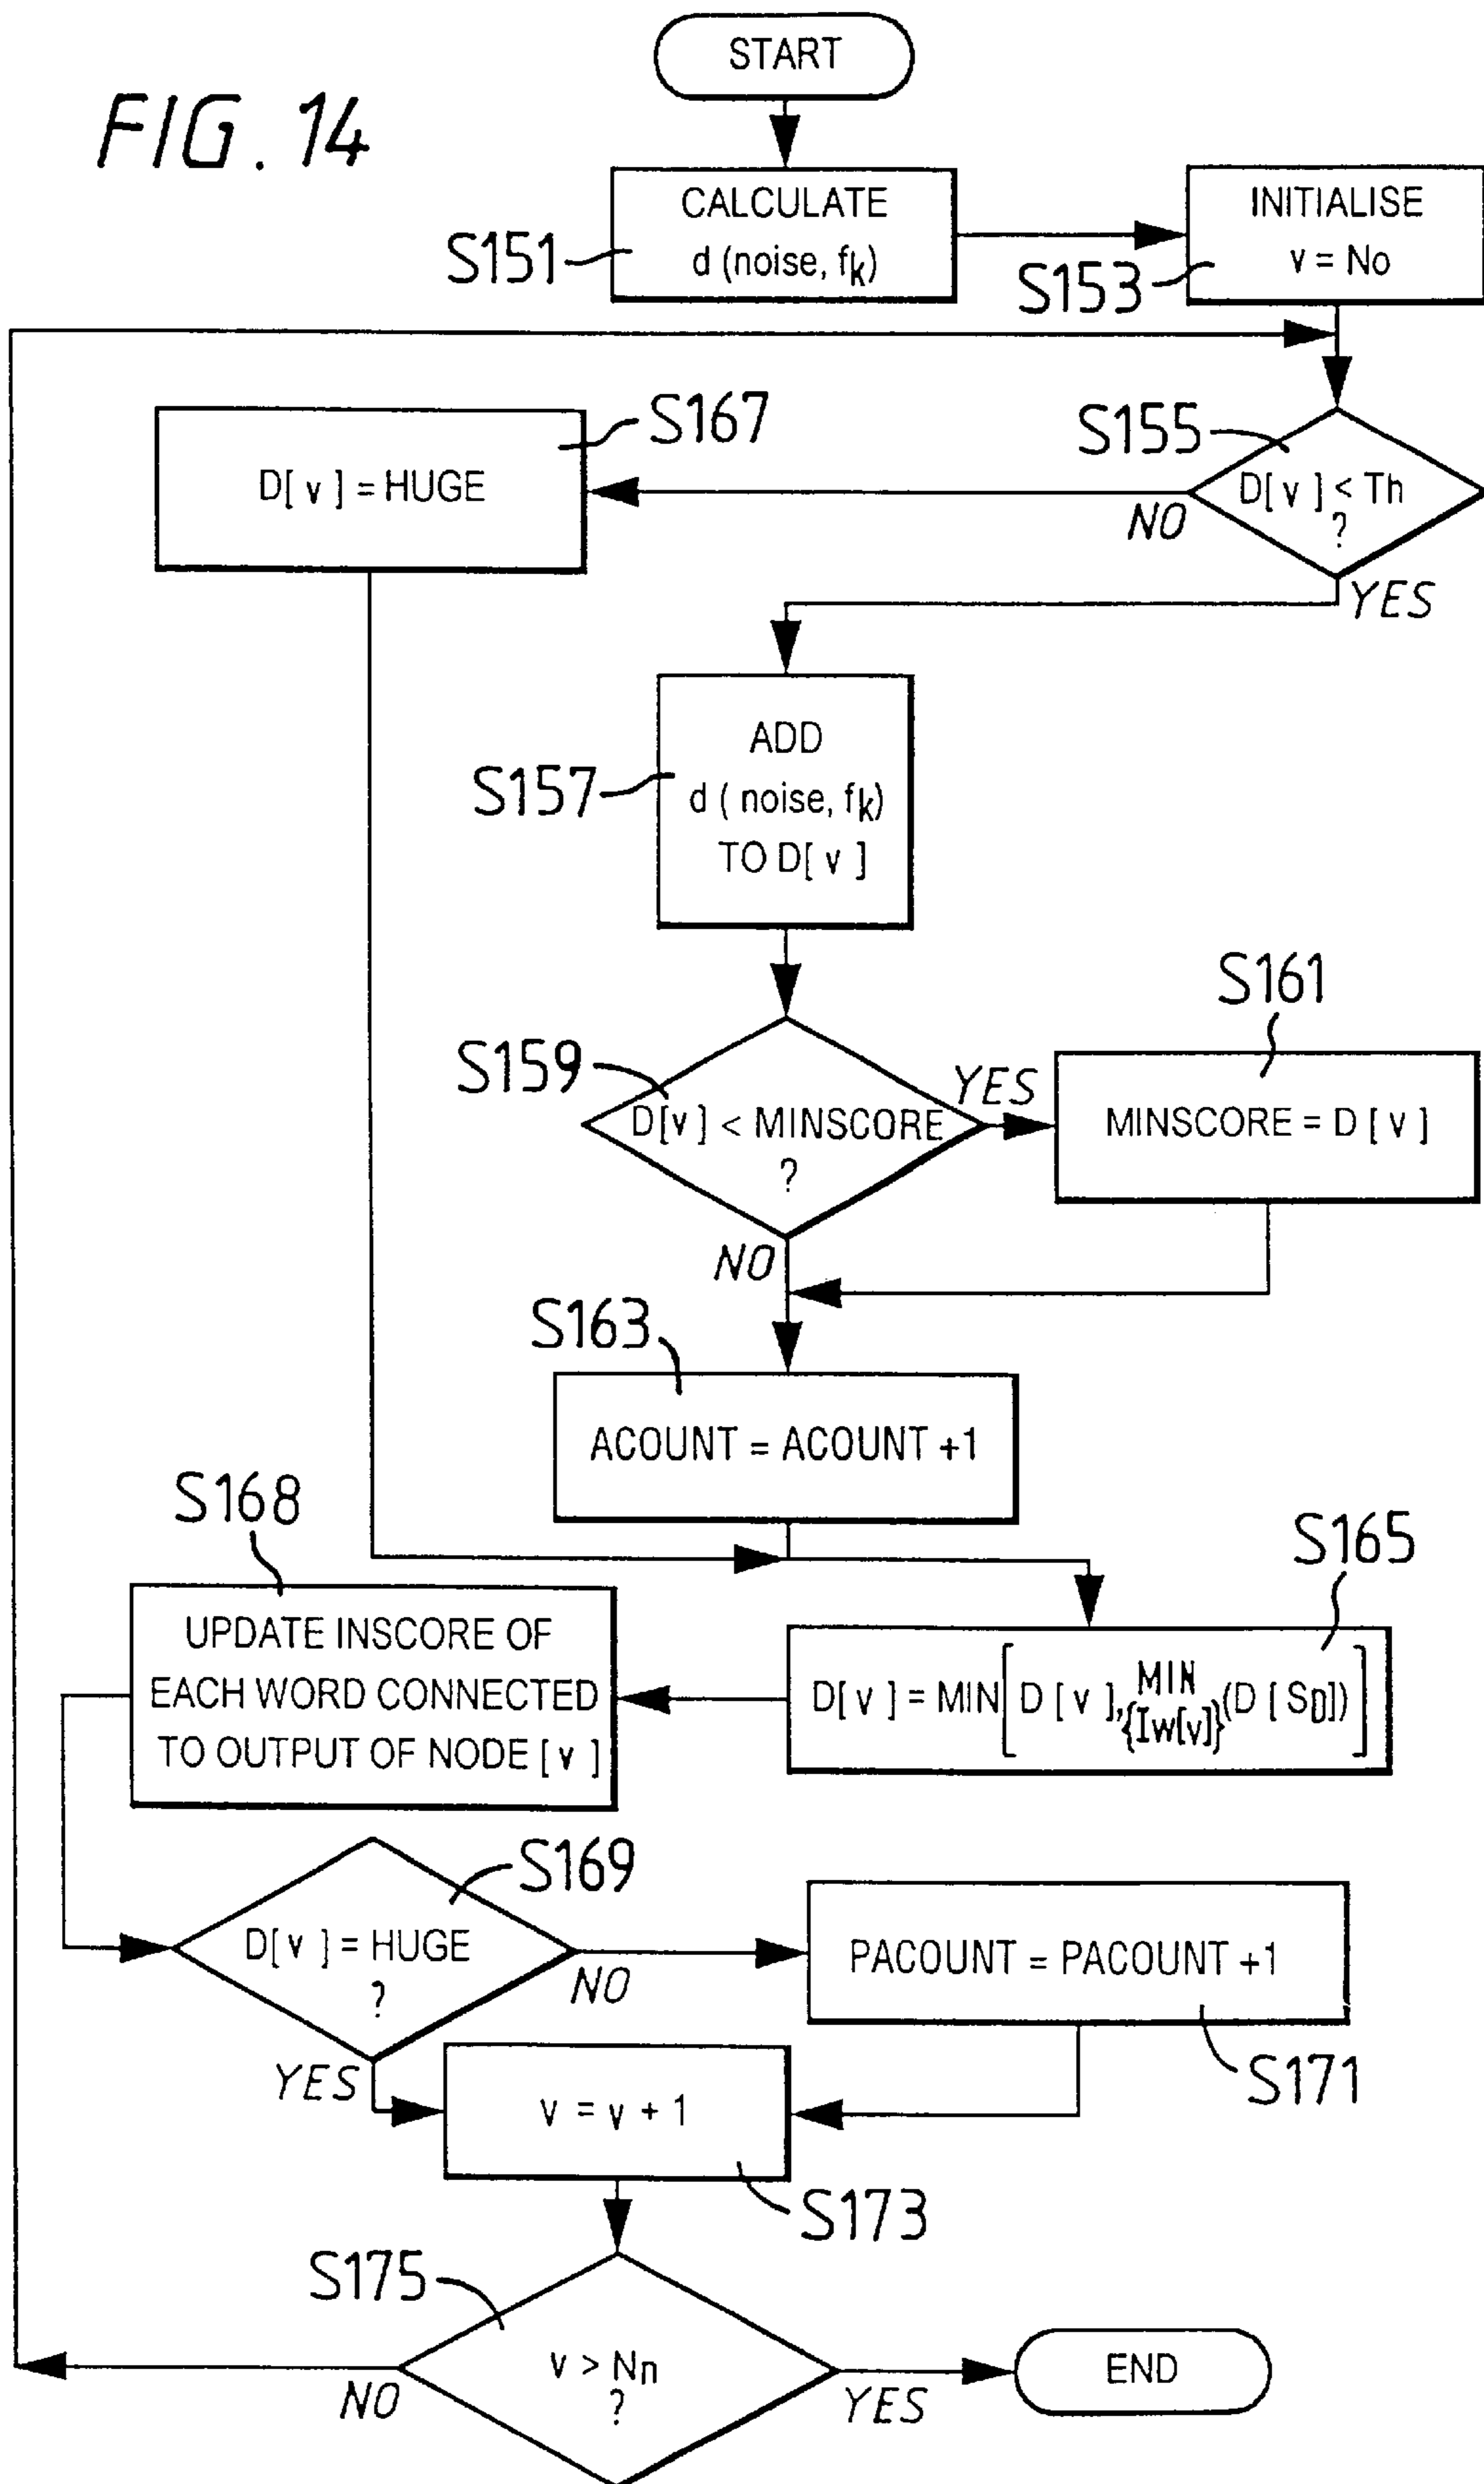 FIG. 14
START
CALCULATE
d (noise, fk)
S151
INITIALISE
v = No
S153
S167
D[ v ] = HUGE
S155
D[ v ] < Th
?
NO
YES
ADD
d ( noise, fk)
TO D[ v ]
S157
S161
S159
D[v] < MINSCORE
?
YES
MINSCORE = D [ v ]
NO
S163
ACOUNT = ACOUNT +1
S168
S165
UPDATE INSCORE OF
EACH WORD CONNECTED
TO OUTPUT OF NODE [ v ]
D[ v ] = MIN[ D [ v ], MIN {Iw[v]} (D [ SD]) ]
S169
D[ v ] = HUGE
?
NO
PACOUNT = PACOUNT +1
YES
S171
v = v + 1
S173
S175
v > Nn
?
NO
YES
END